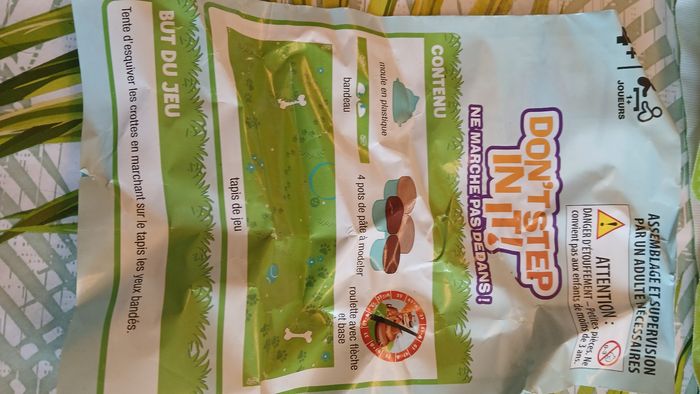 4+
1+
JOUEURS
ASSEMBLAGE ET SUPERVISION
PAR UN ADULTE NÉCESSAIRES
ATTENTION :
DANGER D'ÉTOUFFEMENT – Petites pièces. Ne
convient pas aux enfants de moins de 3 ans.
DON'T STEP
IN IT!
NE MARCHE PAS DEDANS !
CONTENU
moule en plastique
bandeau
4 pots de pâte à modeler
roulette avec flèche
et base
tapis de jeu
BUT DU JEU
Tente d'esquiver les crottes en marchant sur le tapis les yeux bandés.